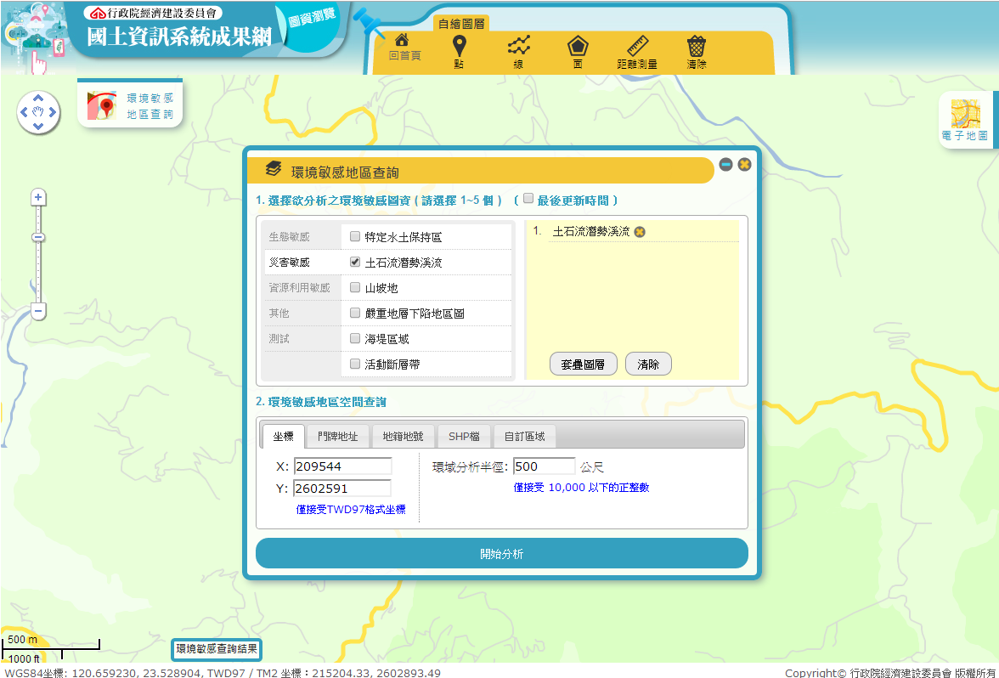 行政院經濟建設委員會
國土資訊系統成果網
圖資瀏覽
自繪圖層
回首頁
點
線
面
距離測量
清除
環境敏感
地區查詢
電子地圖
環境敏感地區查詢
1. 選擇欲分析之環境敏感圖資 ( 請選擇 1~5 個 ) ( 最後更新時間 )
生態敏感
災害敏感
資源利用敏感
其他
測試
特定水土保持區
土石流潛勢溪流
山坡地
嚴重地層下陷地區圖
海堤區域
活動斷層帶
1. 土石流潛勢溪流
套疊圖層
清除
2. 環境敏感地區空間查詢
坐標
門牌地址
地籍地號
SHP檔
自訂區域
X: 209544
Y: 2602591
僅接受TWD97格式坐標
環域分析半徑: 500 公尺
僅接受 10,000 以下的正整數
開始分析
500 m
1000 ft
環境敏感查詢結果
WGS84坐標: 120.659230, 23.528904, TWD97 / TM2 坐標：215204.33, 2602893.49
Copyright© 行政院經濟建設委員會 版權所有